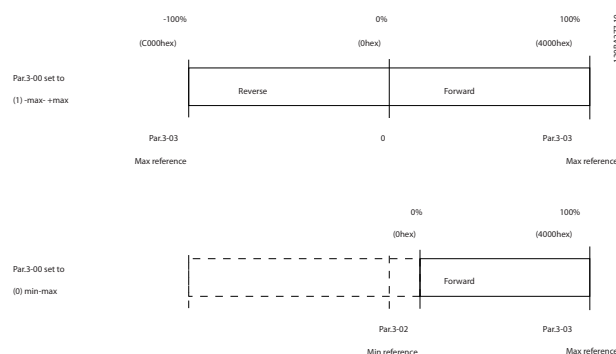 -100% 0% 100%
(C000hex) (0hex) (4000hex)
Par.3-00 set to
(1) -max- +max
Reverse Forward
Par.3-03 0 Par.3-03
Max reference Max reference
0% 100%
(0hex) (4000hex)
Par.3-00 set to
(0) min-max
Forward
Par.3-02 Par.3-03
Min reference Max reference